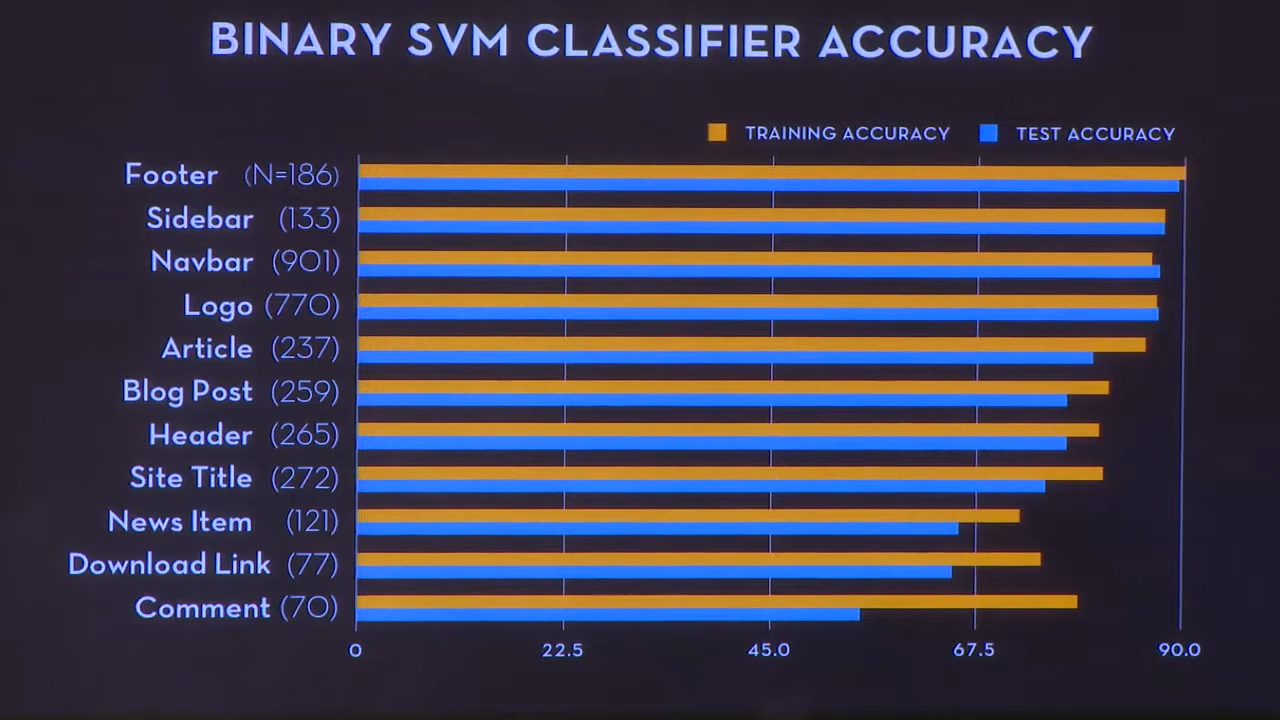 BINARY SVM CLASSIFIER ACCURACY
TRAINING ACCURACY TEST ACCURACY
Footer (N=186)
Sidebar (133)
Navbar (901)
Logo (770)
Article (237)
Blog Post (259)
Header (265)
Site Title (272)
News Item (121)
Download Link (77)
Comment (70)
0 22.5 45.0 67.5 90.0